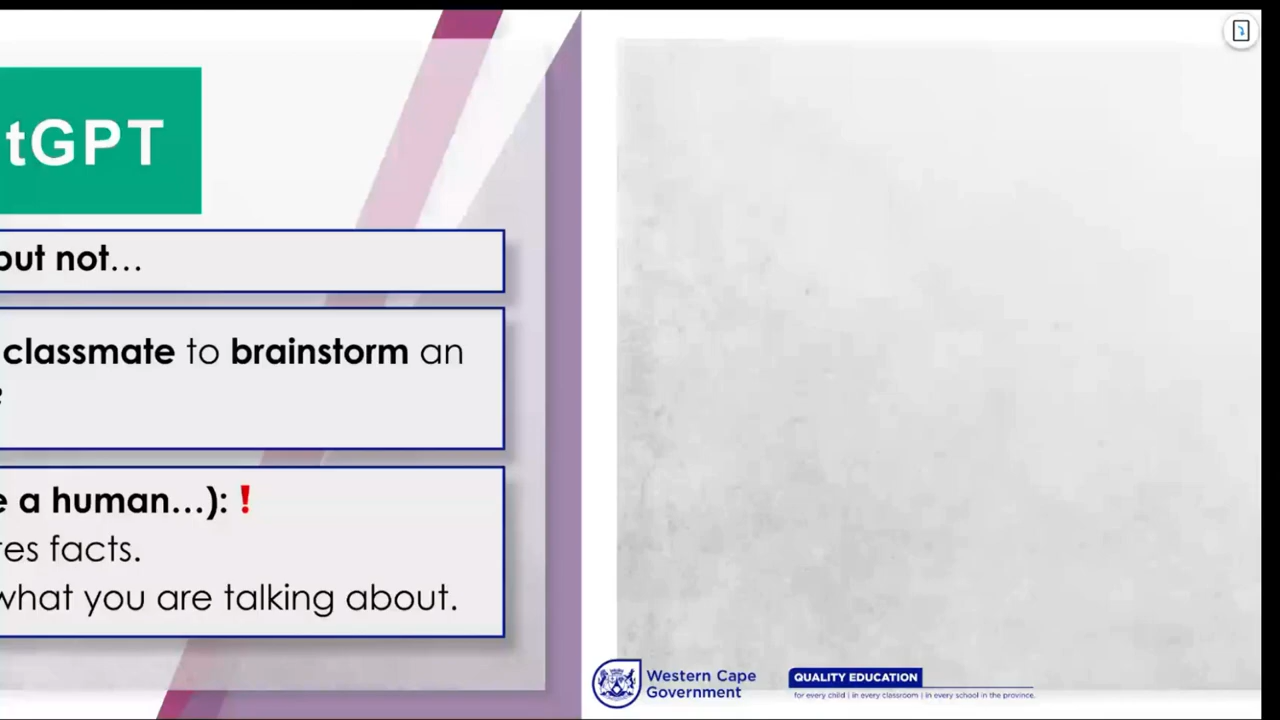 tGPT
but not…
classmate to brainstorm an
e a human…): !
res facts.
what you are talking about.
Western Cape
Government
QUALITY EDUCATION
for every child | in every classroom | in every school in the province.